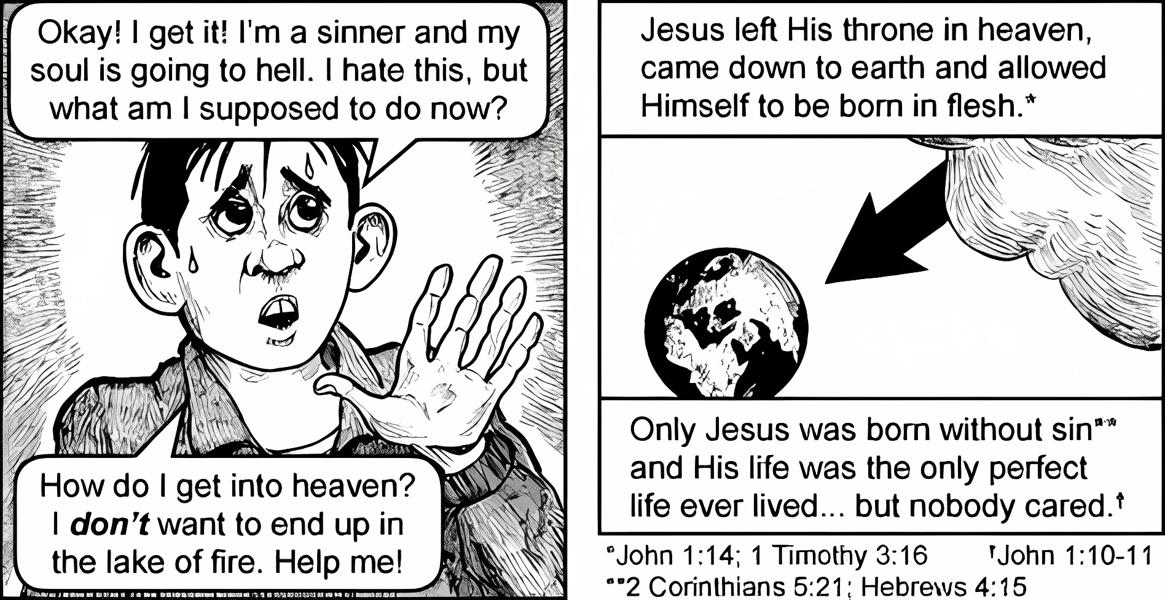 Okay! I get it! I'm a sinner and my
soul is going to hell. I hate this, but
what am I supposed to do now?
How do I get into heaven?
I don't want to end up in
the lake of fire. Help me!
Jesus left His throne in heaven,
came down to earth and allowed
Himself to be born in flesh.*
Only Jesus was born without sin**
and His life was the only perfect
life ever lived... but nobody cared.†
*John 1:14; 1 Timothy 3:16 †John 1:10-11
**2 Corinthians 5:21; Hebrews 4:15